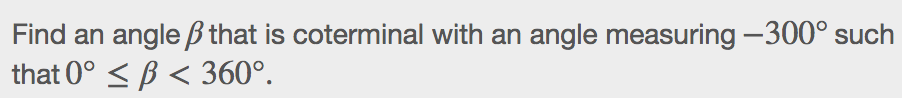 Find an angle β that is coterminal with an angle measuring −300° such
that 0° ≤ β < 360°.